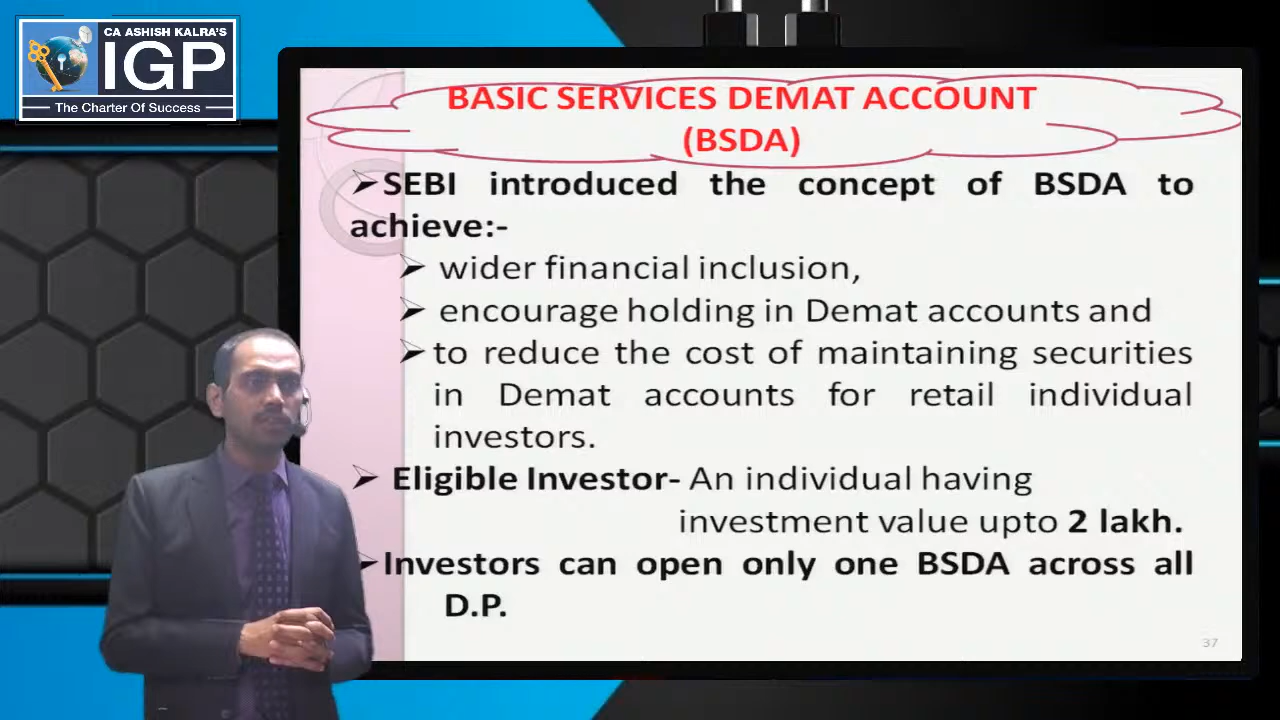 CA ASHISH KALRA'S
IGP
The Charter Of Success
BASIC SERVICES DEMAT ACCOUNT
(BSDA)
➢SEBI introduced the concept of BSDA to
achieve:-
➢ wider financial inclusion,
➢ encourage holding in Demat accounts and
➢to reduce the cost of maintaining securities
in Demat accounts for retail individual
investors.
➢ Eligible Investor- An individual having
investment value upto 2 lakh.
➢Investors can open only one BSDA across all
D.P.
37